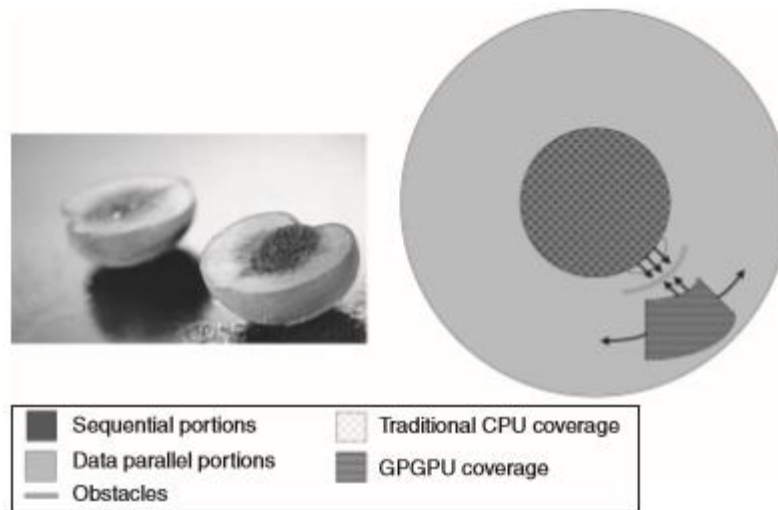 Sequential portions
Traditional CPU coverage
Data parallel portions
GPGPU coverage
Obstacles